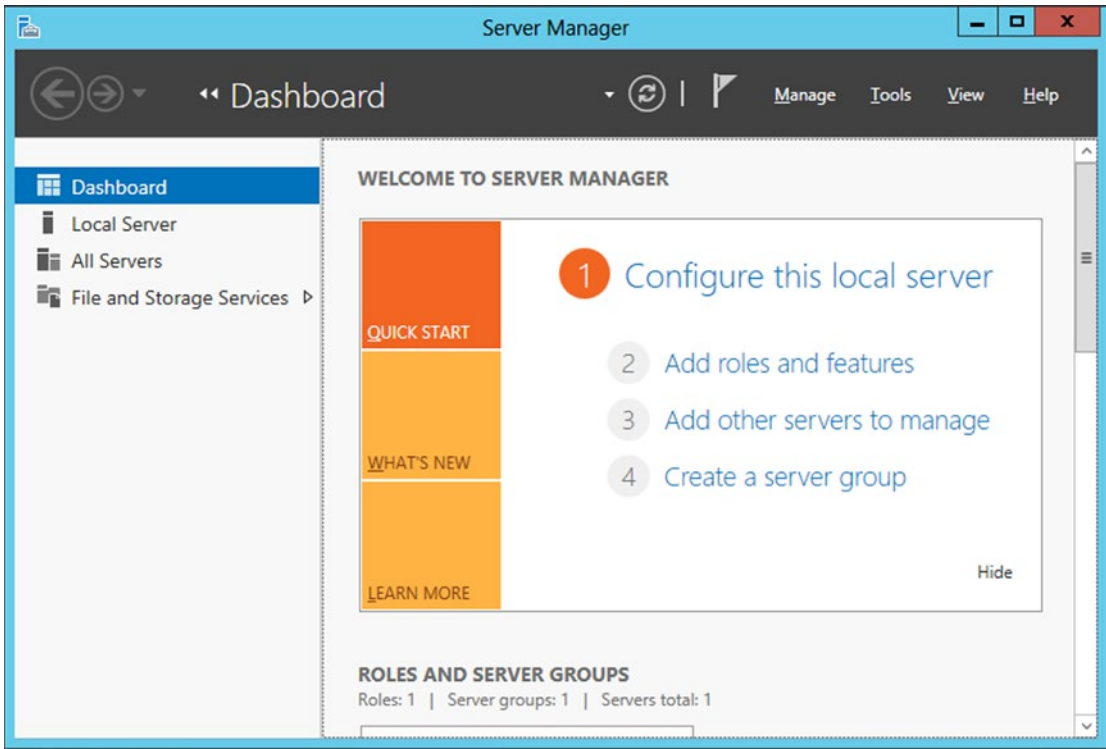 Server Manager
Dashboard
Manage Tools View Help
Dashboard
Local Server
All Servers
File and Storage Services
WELCOME TO SERVER MANAGER
QUICK START
WHAT'S NEW
LEARN MORE
1 Configure this local server
2 Add roles and features
3 Add other servers to manage
4 Create a server group
Hide
ROLES AND SERVER GROUPS
Roles: 1 | Server groups: 1 | Servers total: 1